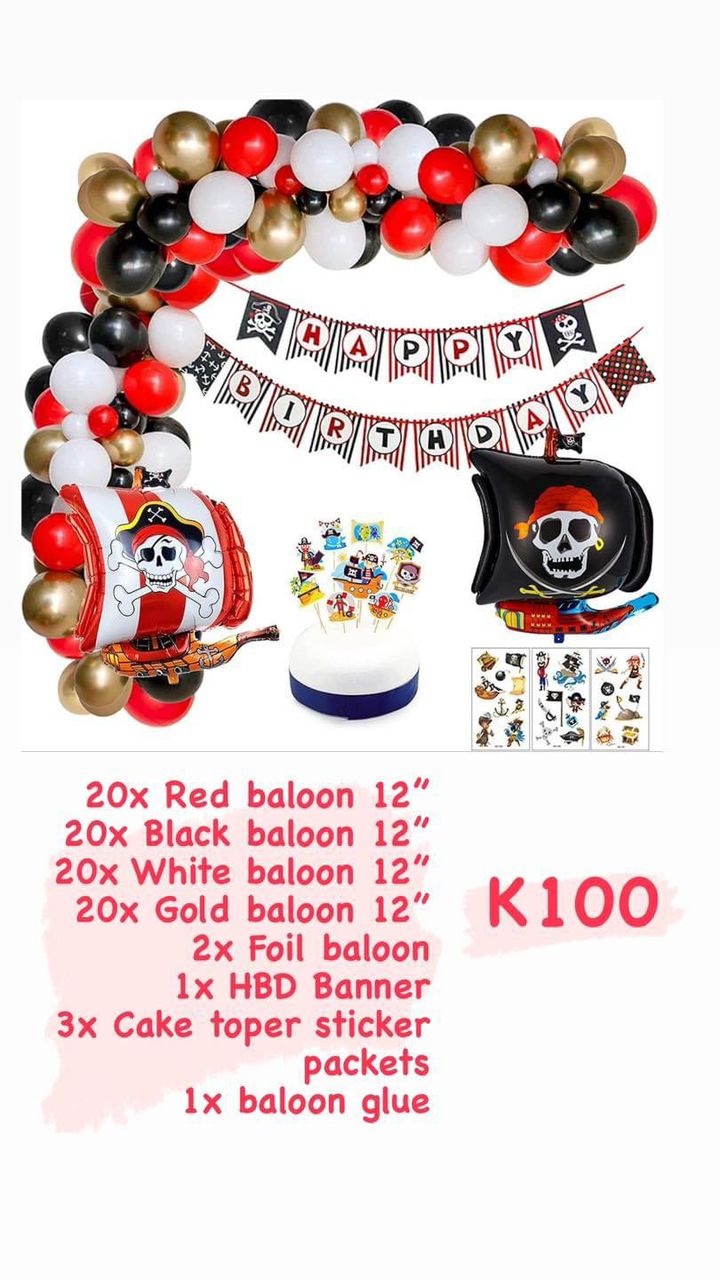 HAPPY
BIRTHDAY
20x Red baloon 12”
20x Black baloon 12”
20x White baloon 12”
20x Gold baloon 12”
2x Foil baloon
1x HBD Banner
3x Cake toper sticker
packets
1x baloon glue
K100